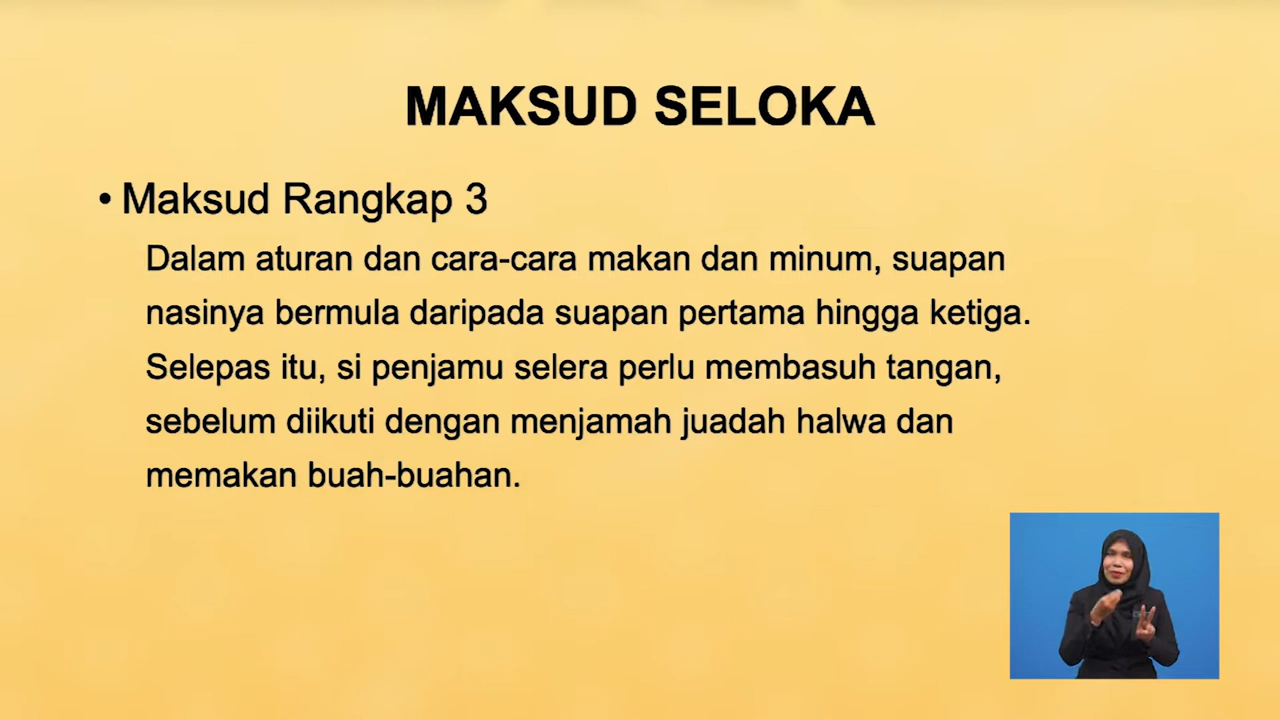 MAKSUD SELOKA
• Maksud Rangkap 3
Dalam aturan dan cara-cara makan dan minum, suapan
nasinya bermula daripada suapan pertama hingga ketiga.
Selepas itu, si penjamu selera perlu membasuh tangan,
sebelum diikuti dengan menjamah juadah halwa dan
memakan buah-buahan.